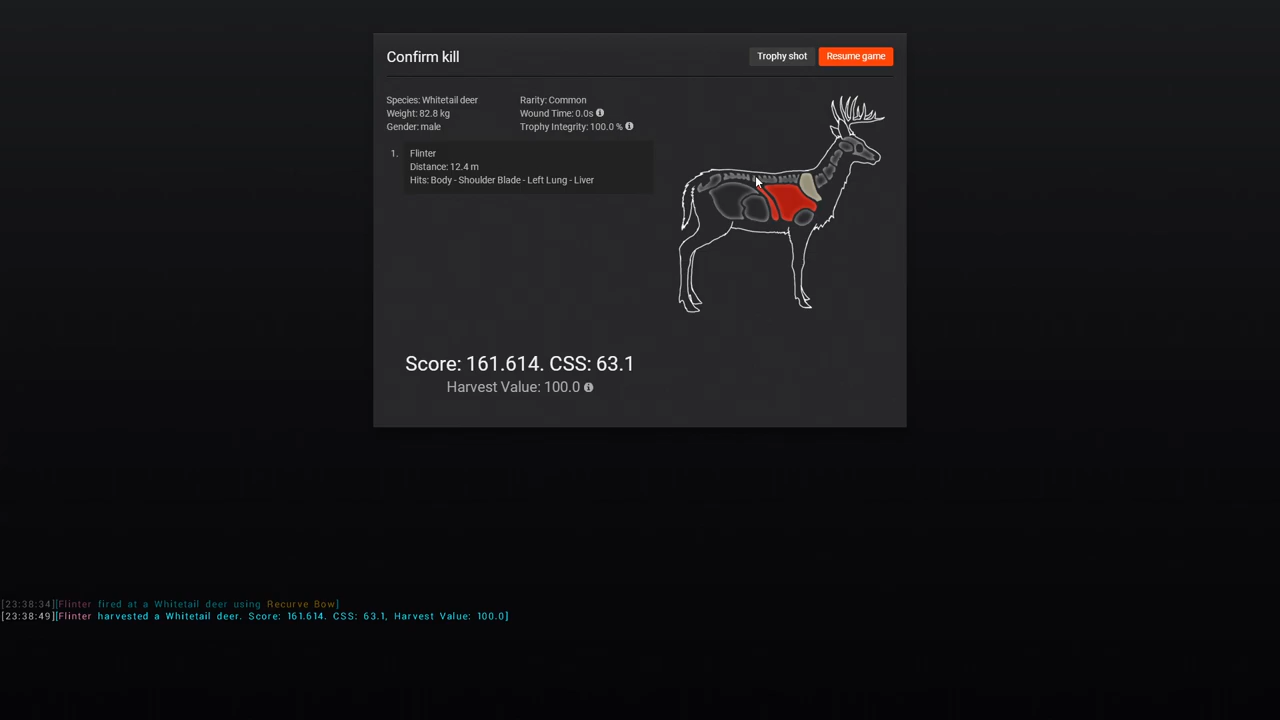 Confirm kill
Trophy shot
Resume game
Species: Whitetail deer
Weight: 82.8 kg
Gender: male
Rarity: Common
Wound Time: 0.0s
Trophy Integrity: 100.0 %
1. Flinter
Distance: 12.4 m
Hits: Body - Shoulder Blade - Left Lung - Liver
Score: 161.614. CSS: 63.1
Harvest Value: 100.0
[23:38:34][Flinter fired at a Whitetail deer using Recurve Bow]
[23:38:49][Flinter harvested a Whitetail deer. Score: 161.614. CSS: 63.1, Harvest Value: 100.0]